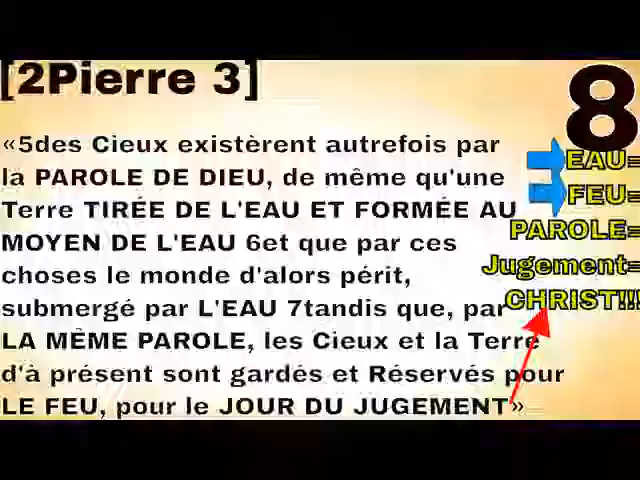 [2Pierre 3]
8
«5des Cieux existèrent autrefois par
la PAROLE DE DIEU, de même qu'une
Terre TIRÉE DE L'EAU ET FORMÉE AU
MOYEN DE L'EAU 6et que par ces
choses le monde d'alors périt,
submergé par L'EAU 7tandis que, par
LA MÊME PAROLE, les Cieux et la Terre
d'à présent sont gardés et Réservés pour
LE FEU, pour le JOUR DU JUGEMENT»
EAU=
FEU=
PAROLE=
Jugement=
CHRIST!!!